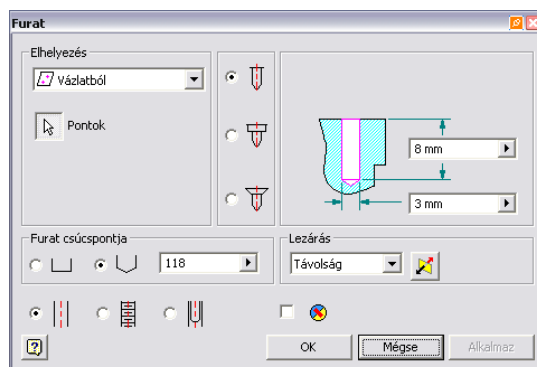 Furat
Elhelyezés
Vázlatból
Pontok
8 mm
3 mm
Furat csúcspontja
118
Lezárás
Távolság
OK
Mégse
Alkalmaz